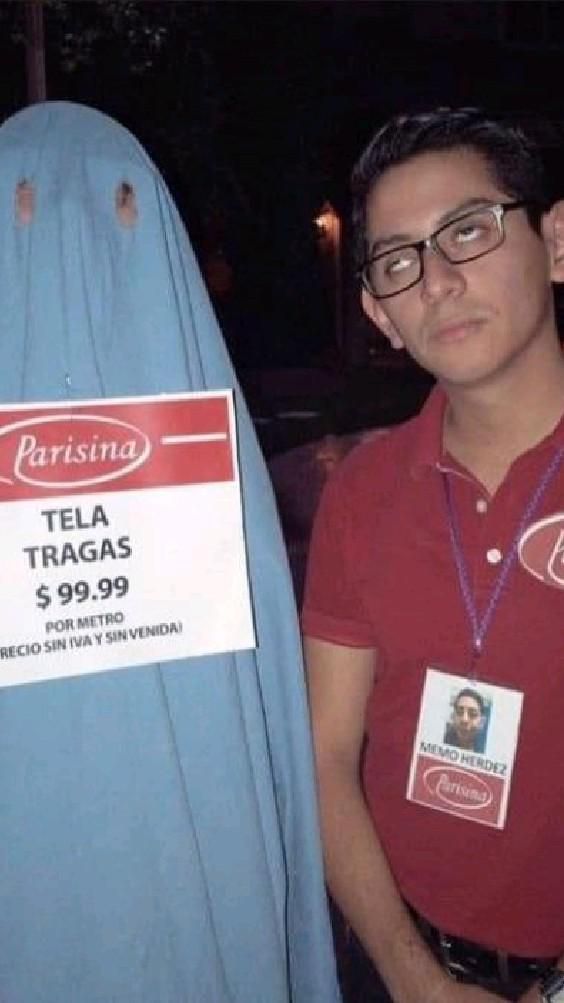 Parisina
TELA
TRAGAS
$ 99.99
POR METRO
RECIO SIN IVA Y SIN VENIDA)
MEMO HERDEZ
Parisina